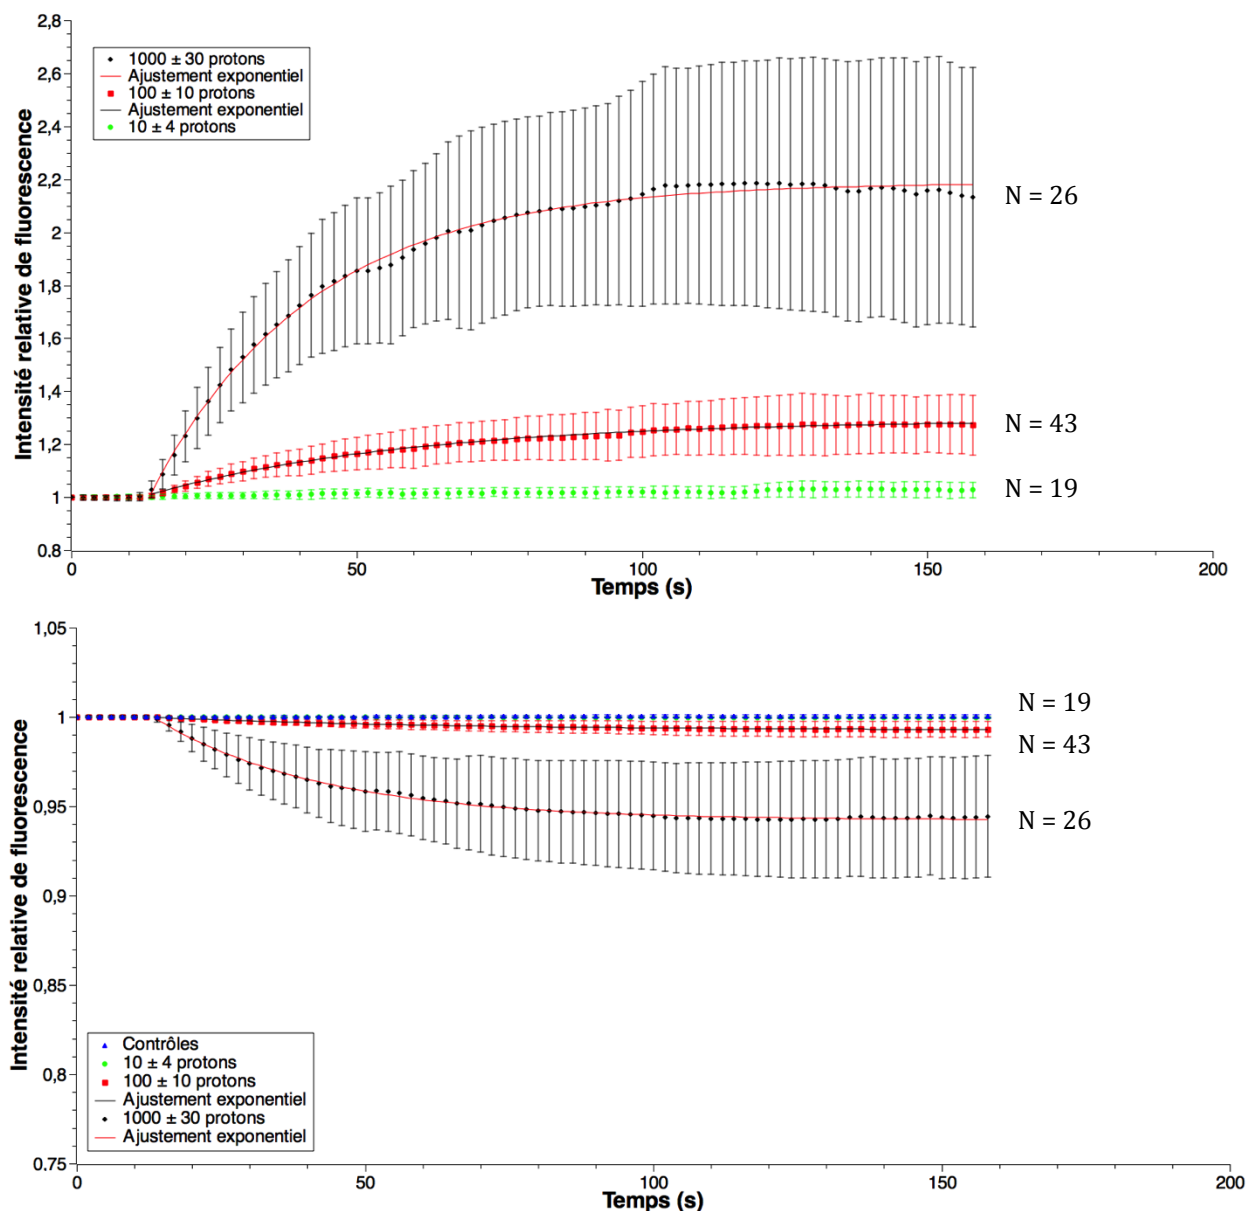 2,8
2,6
2,4
2,2
2
1,8
1,6
1,4
1,2
1
0.8
Intensité relative de fluorescence
1000 ± 30 protons
Ajustement exponentiel
100 ± 10 protons
Ajustement exponentiel
10 ± 4 protons
N = 26
N = 43
N = 19
0
50
100
150
200
Temps (s)
1,05
1
0,95
0,9
0,85
0,8
0.75
Intensité relative de fluorescence
N = 19
N = 43
N = 26
Contrôles
10 ± 4 protons
100 ± 10 protons
Ajustement exponentiel
1000 ± 30 protons
Ajustement exponentiel
0
50
100
150
200
Temps (s)